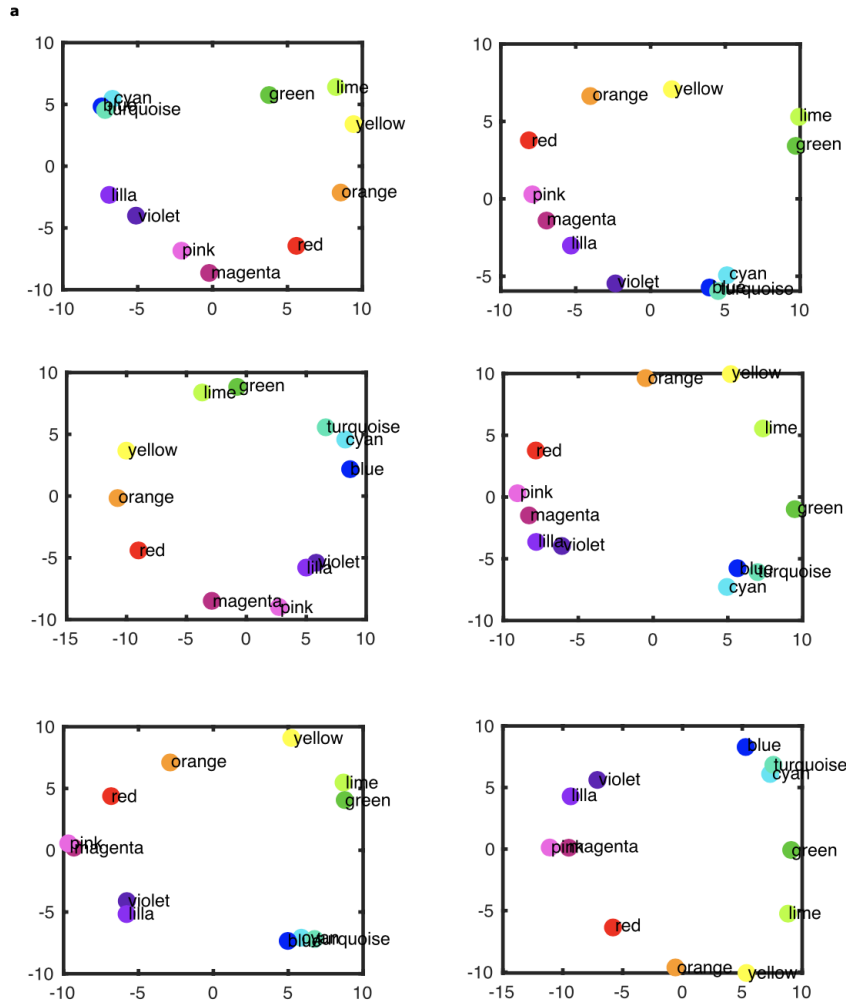 a
10
5
0
-5
-10
-10 -5 0 5 10
cyan
blue
turquoise
green
lime
yellow
orange
red
lilla
violet
pink
magenta
10
5
0
-5
-10 -5 0 5 10
orange
yellow
lime
green
red
pink
magenta
lilla
violet
cyan
blue
turquoise
10
5
0
-5
-10
-15 -10 -5 0 5 10
lime
green
turquoise
cyan
blue
yellow
orange
red
violet
lilla
magenta
pink
10
5
0
-5
-10
-10 -5 0 5 10
orange
yellow
lime
red
pink
magenta
green
lilla
violet
blue
turquoise
cyan
10
5
0
-5
-10
-10 -5 0 5 10
yellow
orange
lime
green
red
pink
magenta
violet
lilla
blue
cyan
turquoise
10
5
0
-5
-10
-15 -10 -5 0 5 10
blue
turquoise
cyan
violet
lilla
pink
magenta
green
lime
red
orange
yellow